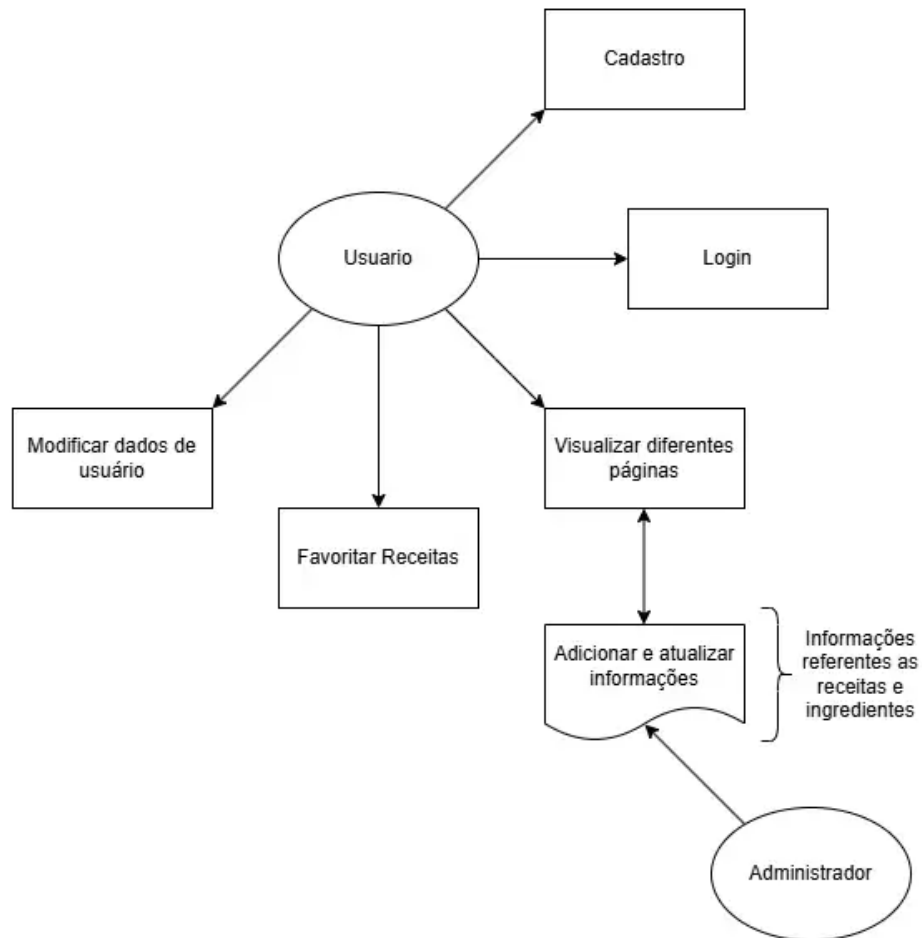 Cadastro
Usuario
Login
Modificar dados de
usuário
Visualizar diferentes
páginas
Favoritar Receitas
Adicionar e atualizar
informações
Informações
referentes as
receitas e
ingredientes
Administrador